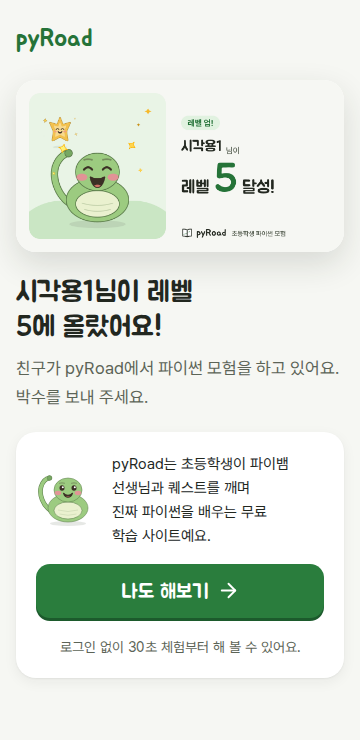 pyRoad
레벨 업!
시각용1 님이
레벨 5 달성!
pyRoad 초등학생 파이썬 모험
시각용1님이 레벨
5에 올랐어요!
친구가 pyRoad에서 파이썬 모험을 하고 있어요.
박수를 보내 주세요.
pyRoad는 초등학생이 파이뱀
선생님과 퀘스트를 깨며
진짜 파이썬을 배우는 무료
학습 사이트예요.
나도 해보기 →
로그인 없이 30초 체험부터 해 볼 수 있어요.